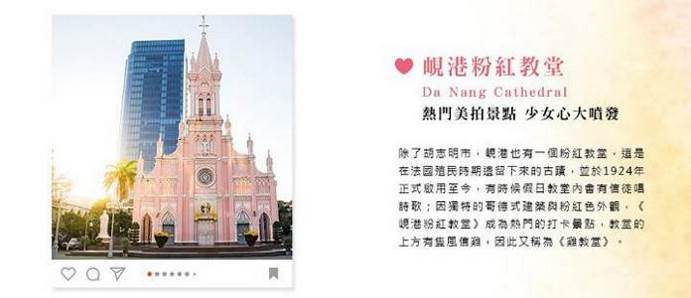 峴港粉紅教堂
Da Nang Cathedral
熱門美拍景點 少女心大噴發
除了胡志明市，峴港也有一個粉紅教堂，這是
在法國殖民時期遺留下來的古蹟，並於1924年
正式啟用至今，有時候假日教堂內會有信徒唱
詩歌；因獨特的哥德式建築與粉紅色外觀，《
峴港粉紅教堂》成為熱門的打卡景點，教堂的
上方有隻風信雞，因此又稱為《雞教堂》。